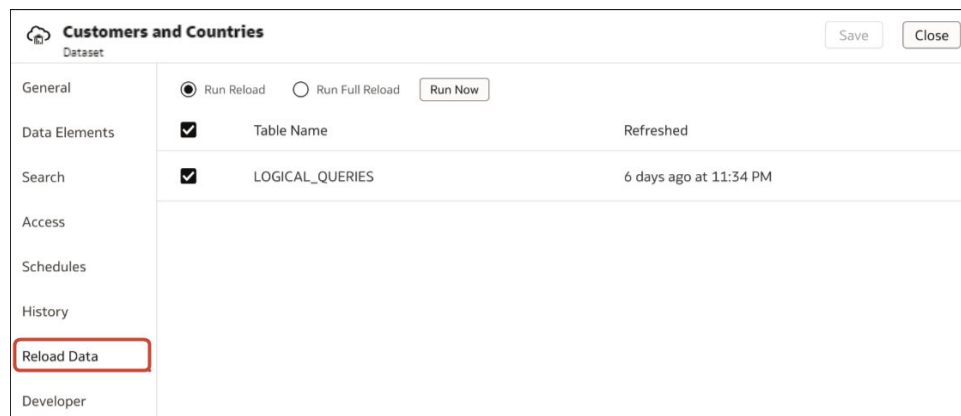 Customers and Countries
Dataset
Save
Close
General
Run Reload
Run Full Reload
Run Now
Data Elements
Table Name
Refreshed
Search
LOGICAL_QUERIES
6 days ago at 11:34 PM
Access
Schedules
History
Reload Data
Developer